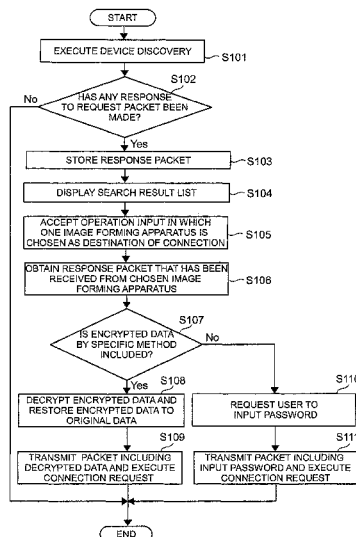 START
EXECUTE DEVICE DISCOVERY
S101
S102
HAS ANY RESPONSE
TO REQUEST PACKET BEEN
MADE?
No
Yes
STORE RESPONSE PACKET
S103
DISPLAY SEARCH RESULT LIST
S104
ACCEPT OPERATION INPUT IN WHICH
ONE IMAGE FORMING APPARATUS IS
CHOSEN AS DESTINATION OF CONNECTION
S105
OBTAIN RESPONSE PACKET THAT HAS BEEN
RECEIVED FROM CHOSEN IMAGE
FORMING APPARATUS
S106
S107
IS ENCRYPTED DATA
BY SPECIFIC METHOD
INCLUDED?
No
Yes
S108
DECRYPT ENCRYPTED DATA AND
RESTORE ENCRYPTED DATA TO
ORIGINAL DATA
S110
REQUEST USER TO
INPUT PASSWORD
S109
TRANSMIT PACKET INCLUDING
DECRYPTED DATA AND EXECUTE
CONNECTION REQUEST
S111
TRANSMIT PACKET INCLUDING
INPUT PASSWORD AND EXECUTE
CONNECTION REQUEST
END